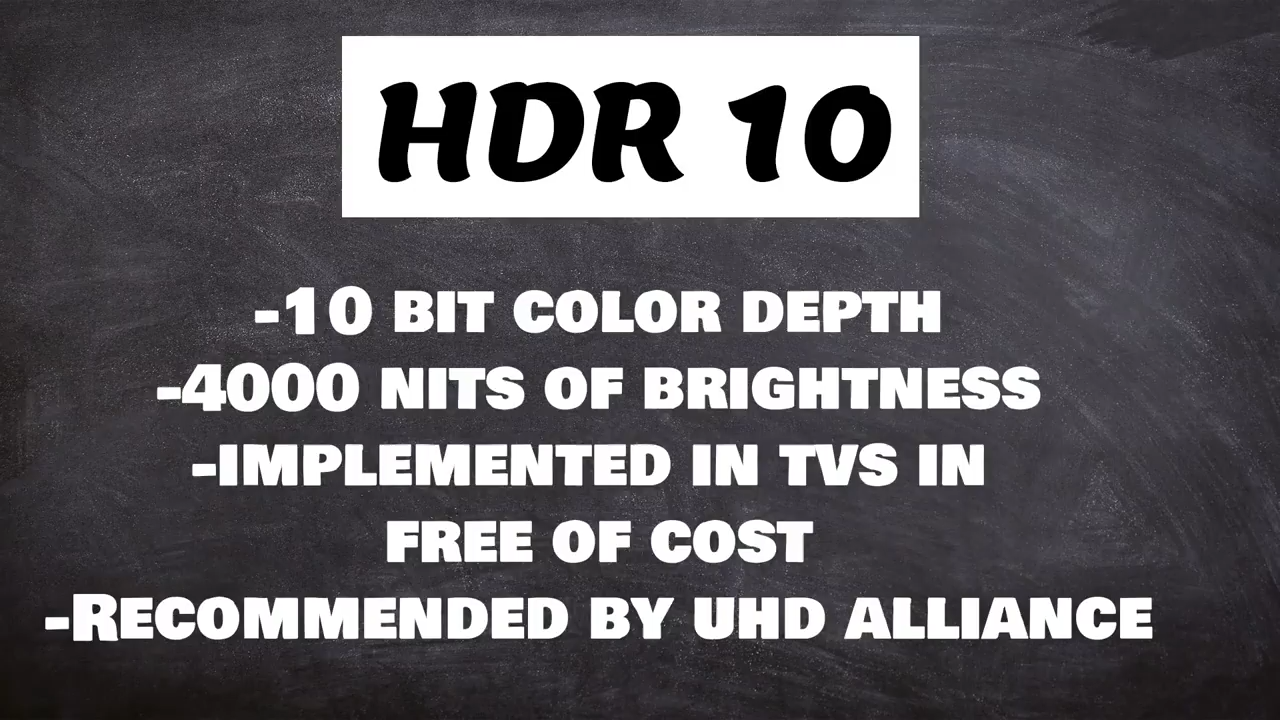 HDR 10
-10 BIT COLOR DEPTH
-4000 NITS OF BRIGHTNESS
-IMPLEMENTED IN TVS IN
FREE OF COST
-RECOMMENDED BY UHD ALLIANCE